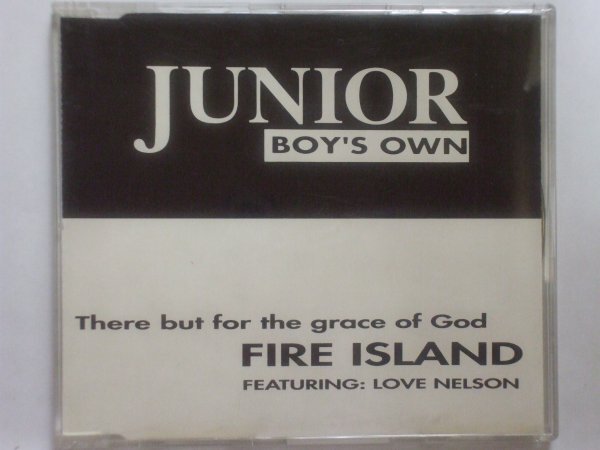 JUNIOR
BOY'S OWN
There but for the grace of God
FIRE ISLAND
FEATURING: LOVE NELSON